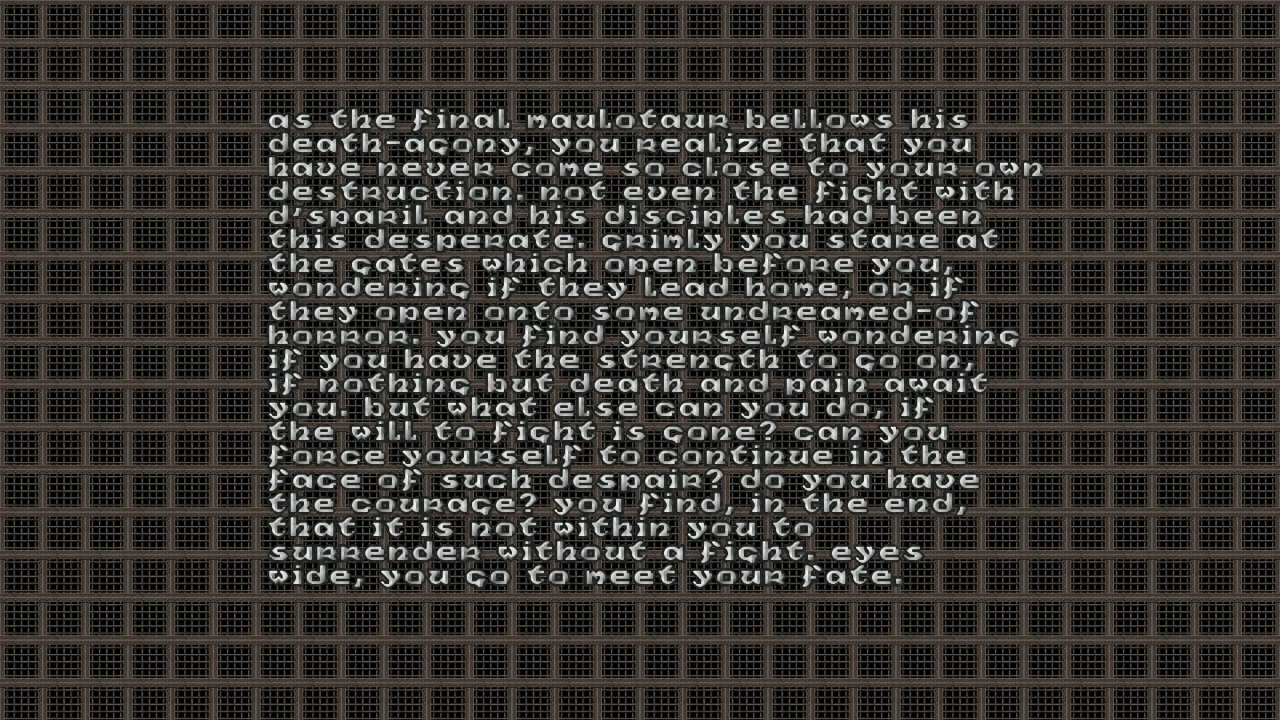 as the final maulotaur bellows his
death-agony, you realize that you
have never come so close to your own
destruction. not even the fight with
d'sparil and his disciples had been
this desperate. grimly you stare at
the gates which open before you,
wondering if they lead home, or if
they open onto some undreamed-of
horror. you find yourself wondering
if you have the strength to go on,
if nothing but death and pain await
you. but what else can you do, if
the will to fight is gone? can you
force yourself to continue in the
face of such despair? do you have
the courage? you find, in the end,
that it is not within you to
surrender without a fight. eyes
wide, you go to meet your fate.